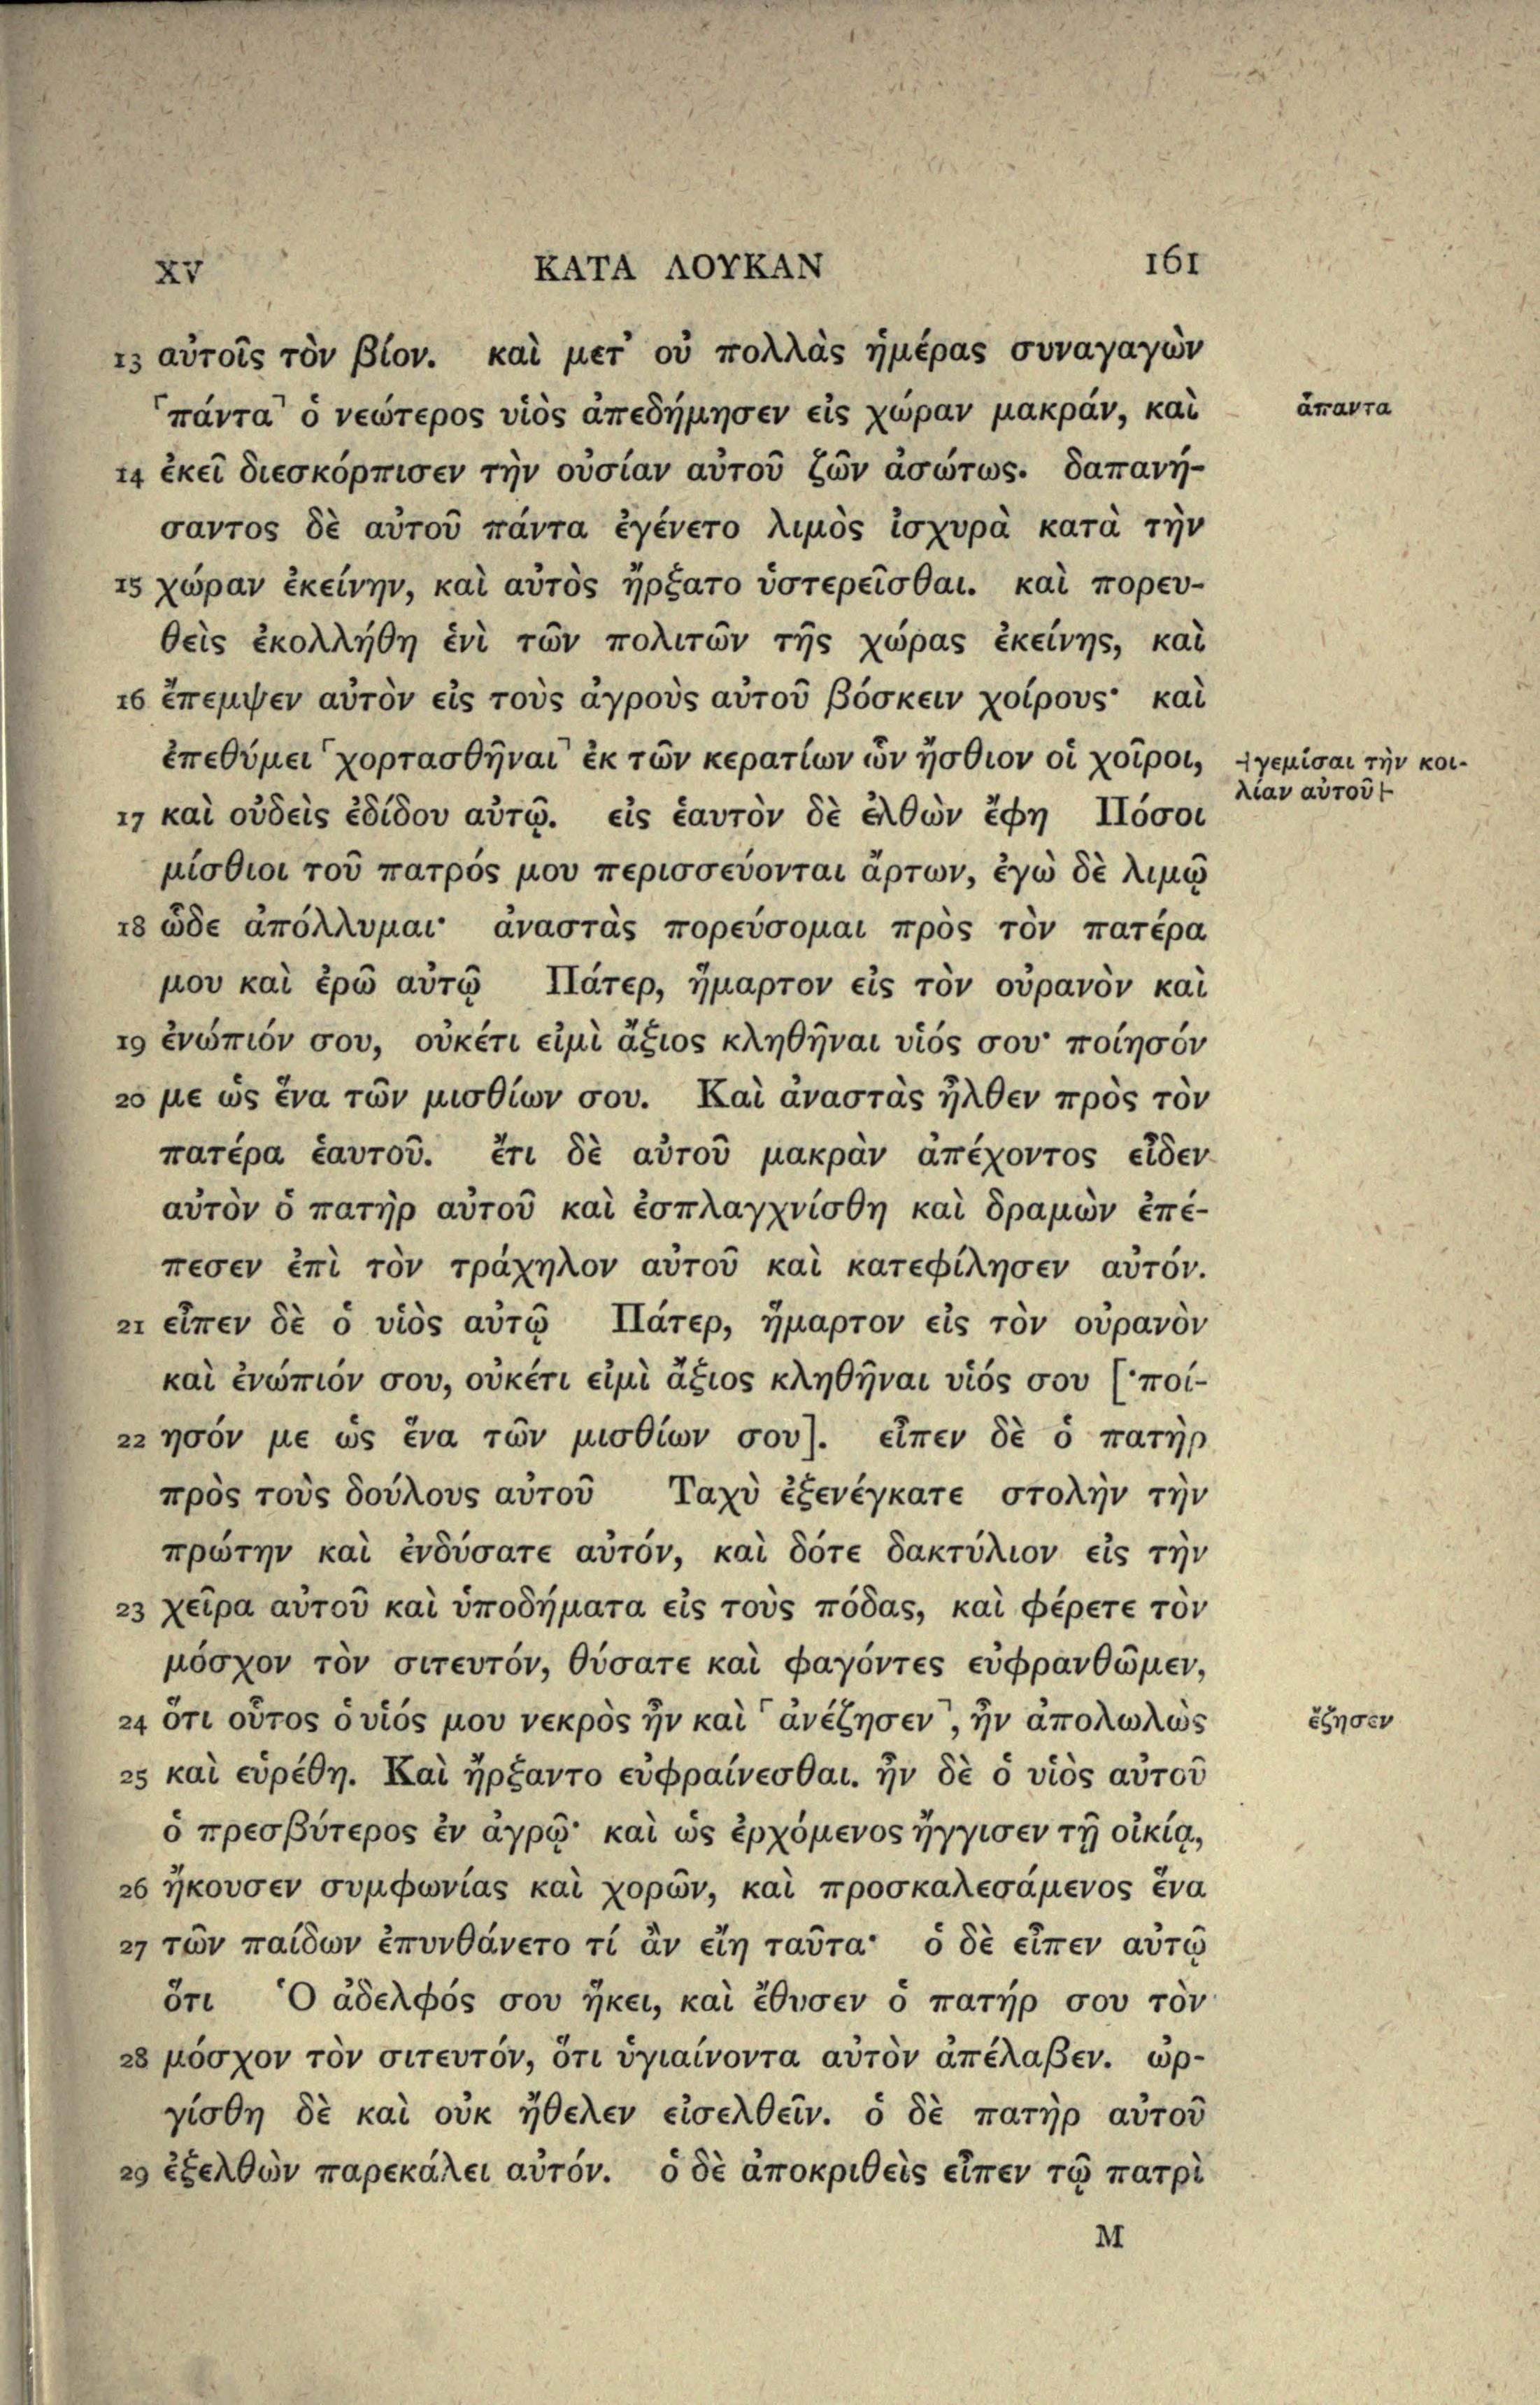 XV ΚΑΤΑ ΛΟΥΚΑΝ 161
13 αὐτοῖς τὸν βίον. καὶ μετ᾽ οὐ πολλὰς ἡμέρας συναγαγὼν
⸢πάντα⸣ ὁ νεώτερος υἱὸς ἀπεδήμησεν εἰς χώραν μακράν, καὶ
ἅπαντα
14 ἐκεῖ διεσκόρπισεν τὴν οὐσίαν αὐτοῦ ζῶν ἀσώτως. δαπανή-
σαντος δὲ αὐτοῦ πάντα ἐγένετο λιμὸς ἰσχυρὰ κατὰ τὴν
15 χώραν ἐκείνην, καὶ αὐτὸς ἤρξατο ὑστερεῖσθαι. καὶ πορευ-
θεὶς ἐκολλήθη ἑνὶ τῶν πολιτῶν τῆς χώρας ἐκείνης, καὶ
16 ἔπεμψεν αὐτὸν εἰς τοὺς ἀγροὺς αὐτοῦ βόσκειν χοίρους· καὶ
ἐπεθύμει ⸢χορτασθῆναι⸣ ἐκ τῶν κερατίων ὧν ἤσθιον οἱ χοῖροι,
⊣γεμίσαι τὴν κοι-
λίαν αὐτοῦ⊢
17 καὶ οὐδεὶς ἐδίδου αὐτῷ. εἰς ἑαυτὸν δὲ ἐλθὼν ἔφη Πόσοι
μίσθιοι τοῦ πατρός μου περισσεύονται ἄρτων, ἐγὼ δὲ λιμῷ
18 ὧδε ἀπόλλυμαι· ἀναστὰς πορεύσομαι πρὸς τὸν πατέρα
μου καὶ ἐρῶ αὐτῷ Πάτερ, ἥμαρτον εἰς τὸν οὐρανὸν καὶ
19 ἐνώπιόν σου, οὐκέτι εἰμὶ ἄξιος κληθῆναι υἱός σου· ποίησόν
20 με ὡς ἕνα τῶν μισθίων σου. Καὶ ἀναστὰς ἦλθεν πρὸς τὸν
πατέρα ἑαυτοῦ. ἔτι δὲ αὐτοῦ μακρὰν ἀπέχοντος εἶδεν
αὐτὸν ὁ πατὴρ αὐτοῦ καὶ ἐσπλαγχνίσθη καὶ δραμὼν ἐπέ-
πεσεν ἐπὶ τὸν τράχηλον αὐτοῦ καὶ κατεφίλησεν αὐτόν.
21 εἶπεν δὲ ὁ υἱὸς αὐτῷ Πάτερ, ἥμαρτον εἰς τὸν οὐρανὸν
καὶ ἐνώπιόν σου, οὐκέτι εἰμὶ ἄξιος κληθῆναι υἱός σου [·ποί-
22 ησόν με ὡς ἕνα τῶν μισθίων σου]. εἶπεν δὲ ὁ πατὴρ
πρὸς τοὺς δούλους αὐτοῦ Ταχὺ ἐξενέγκατε στολὴν τὴν
πρώτην καὶ ἐνδύσατε αὐτόν, καὶ δότε δακτύλιον εἰς τὴν
23 χεῖρα αὐτοῦ καὶ ὑποδήματα εἰς τοὺς πόδας, καὶ φέρετε τὸν
μόσχον τὸν σιτευτόν, θύσατε καὶ φαγόντες εὐφρανθῶμεν,
24 ὅτι οὗτος ὁ υἱός μου νεκρὸς ἦν καὶ ⸢ἀνέζησεν⸣, ἦν ἀπολωλὼς
ἔζησεν
25 καὶ εὑρέθη. Καὶ ἤρξαντο εὐφραίνεσθαι. ἦν δὲ ὁ υἱὸς αὐτοῦ
ὁ πρεσβύτερος ἐν ἀγρῷ· καὶ ὡς ἐρχόμενος ἤγγισεν τῇ οἰκίᾳ,
26 ἤκουσεν συμφωνίας καὶ χορῶν, καὶ προσκαλεσάμενος ἕνα
27 τῶν παίδων ἐπυνθάνετο τί ἂν εἴη ταῦτα· ὁ δὲ εἶπεν αὐτῷ
ὅτι Ὁ ἀδελφός σου ἥκει, καὶ ἔθυσεν ὁ πατήρ σου τὸν
28 μόσχον τὸν σιτευτόν, ὅτι ὑγιαίνοντα αὐτὸν ἀπέλαβεν. ὠρ-
γίσθη δὲ καὶ οὐκ ἤθελεν εἰσελθεῖν. ὁ δὲ πατὴρ αὐτοῦ
29 ἐξελθὼν παρεκάλει αὐτόν. ὁ δὲ ἀποκριθεὶς εἶπεν τῷ πατρὶ
M